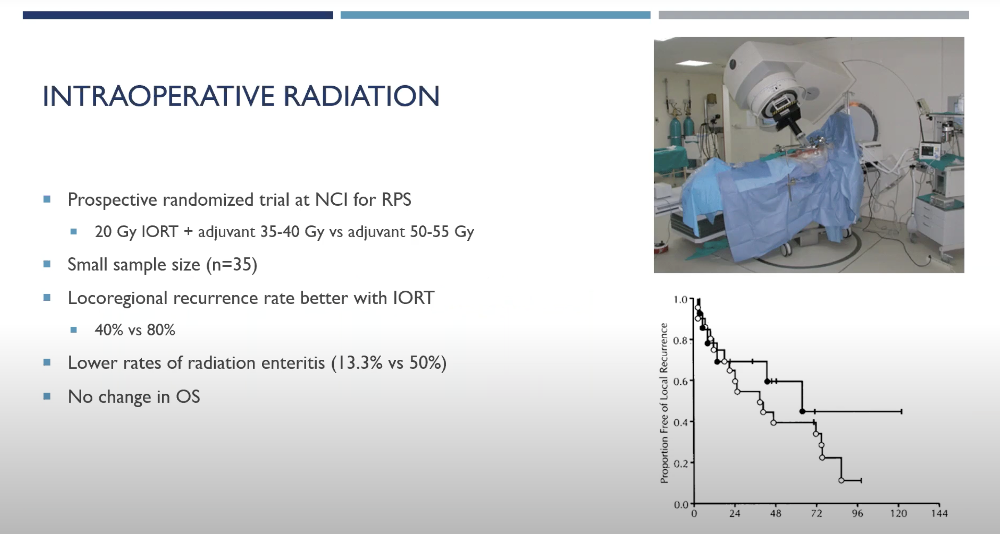 INTRAOPERATIVE RADIATION
Prospective randomized trial at NCI for RPS
20 Gy IORT + adjuvant 35-40 Gy vs adjuvant 50-55 Gy
Small sample size (n=35)
Locoregional recurrence rate better with IORT
40% vs 80%
Lower rates of radiation enteritis (13.3% vs 50%)
No change in OS
Proportion Free of Local Recurrence
1.0
0.8
0.6
0.4
0.2
0.0
0 24 48 72 96 120 144